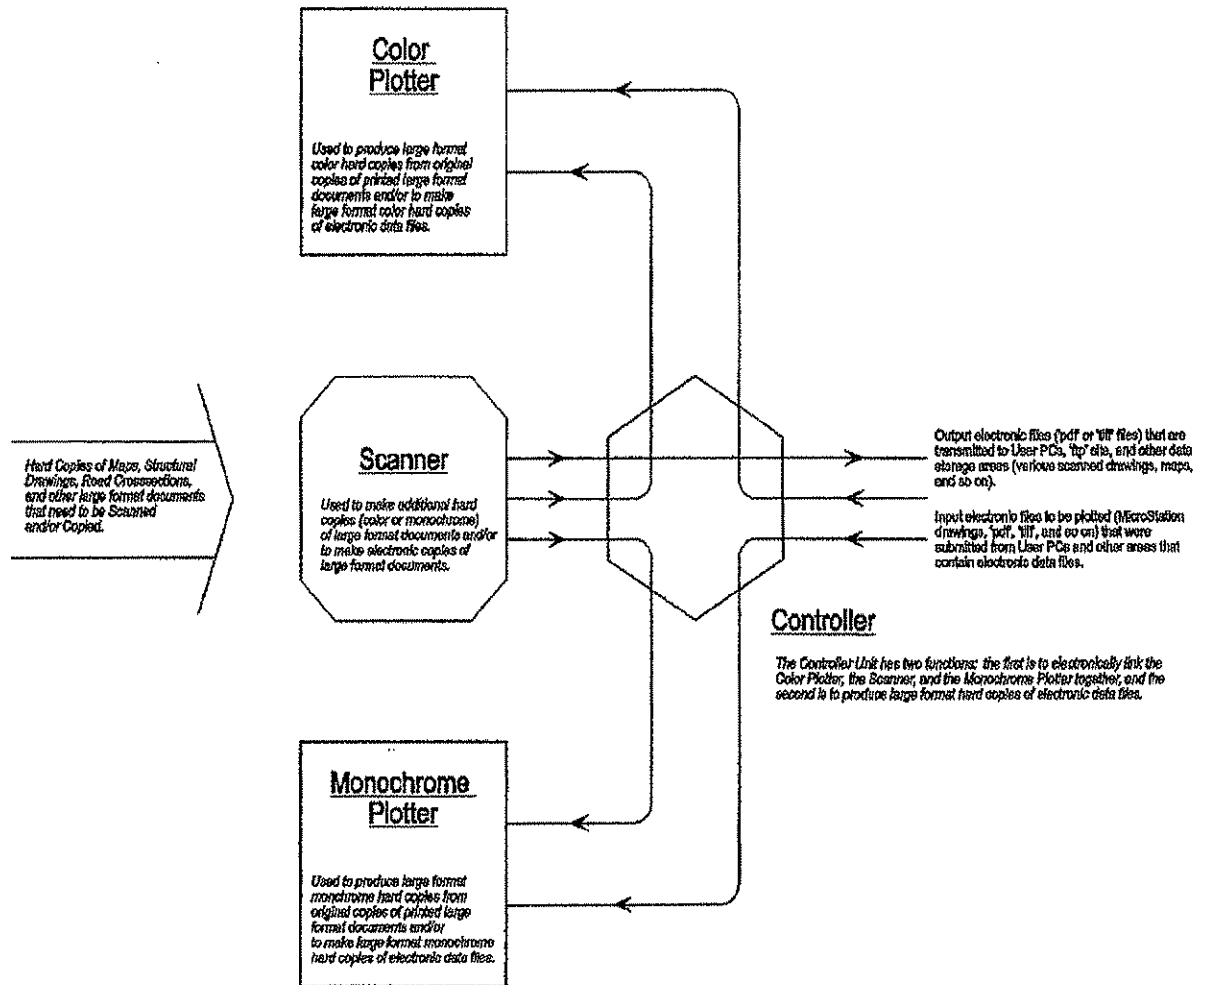 Color
Plotter
Used to produce large format
color hard copies from original
copies of printed large format
documents and/or to make
large format color hard copies
of electronic data files.
Hard Copies of Maps, Structural
Drawings, Road Crosssections,
and other large format documents
that need to be Scanned
and/or Copied.
Scanner
Used to make additional hard
copies (color or monochrome)
of large format documents and/or
to make electronic copies of
large format documents.
Output electronic files ('pdf' or 'tiff' files) that are
transmitted to User PCs, 'ftp' site, and other data
storage areas (various scanned drawings, maps,
and so on).
Input electronic files to be plotted (MicroStation
drawings, 'pdf', 'tiff', and so on) that were
submitted from User PCs and other areas that
contain electronic data files.
Controller
The Controller Unit has two functions: the first is to electronically link the
Color Plotter, the Scanner, and the Monochrome Plotter together, and the
second is to produce large format hard copies of electronic data files.
Monochrome
Plotter
Used to produce large format
monchrome hard copies from
original copies of printed large
format documents and/or
to make large format monochrome
hard copies of electronic data files.